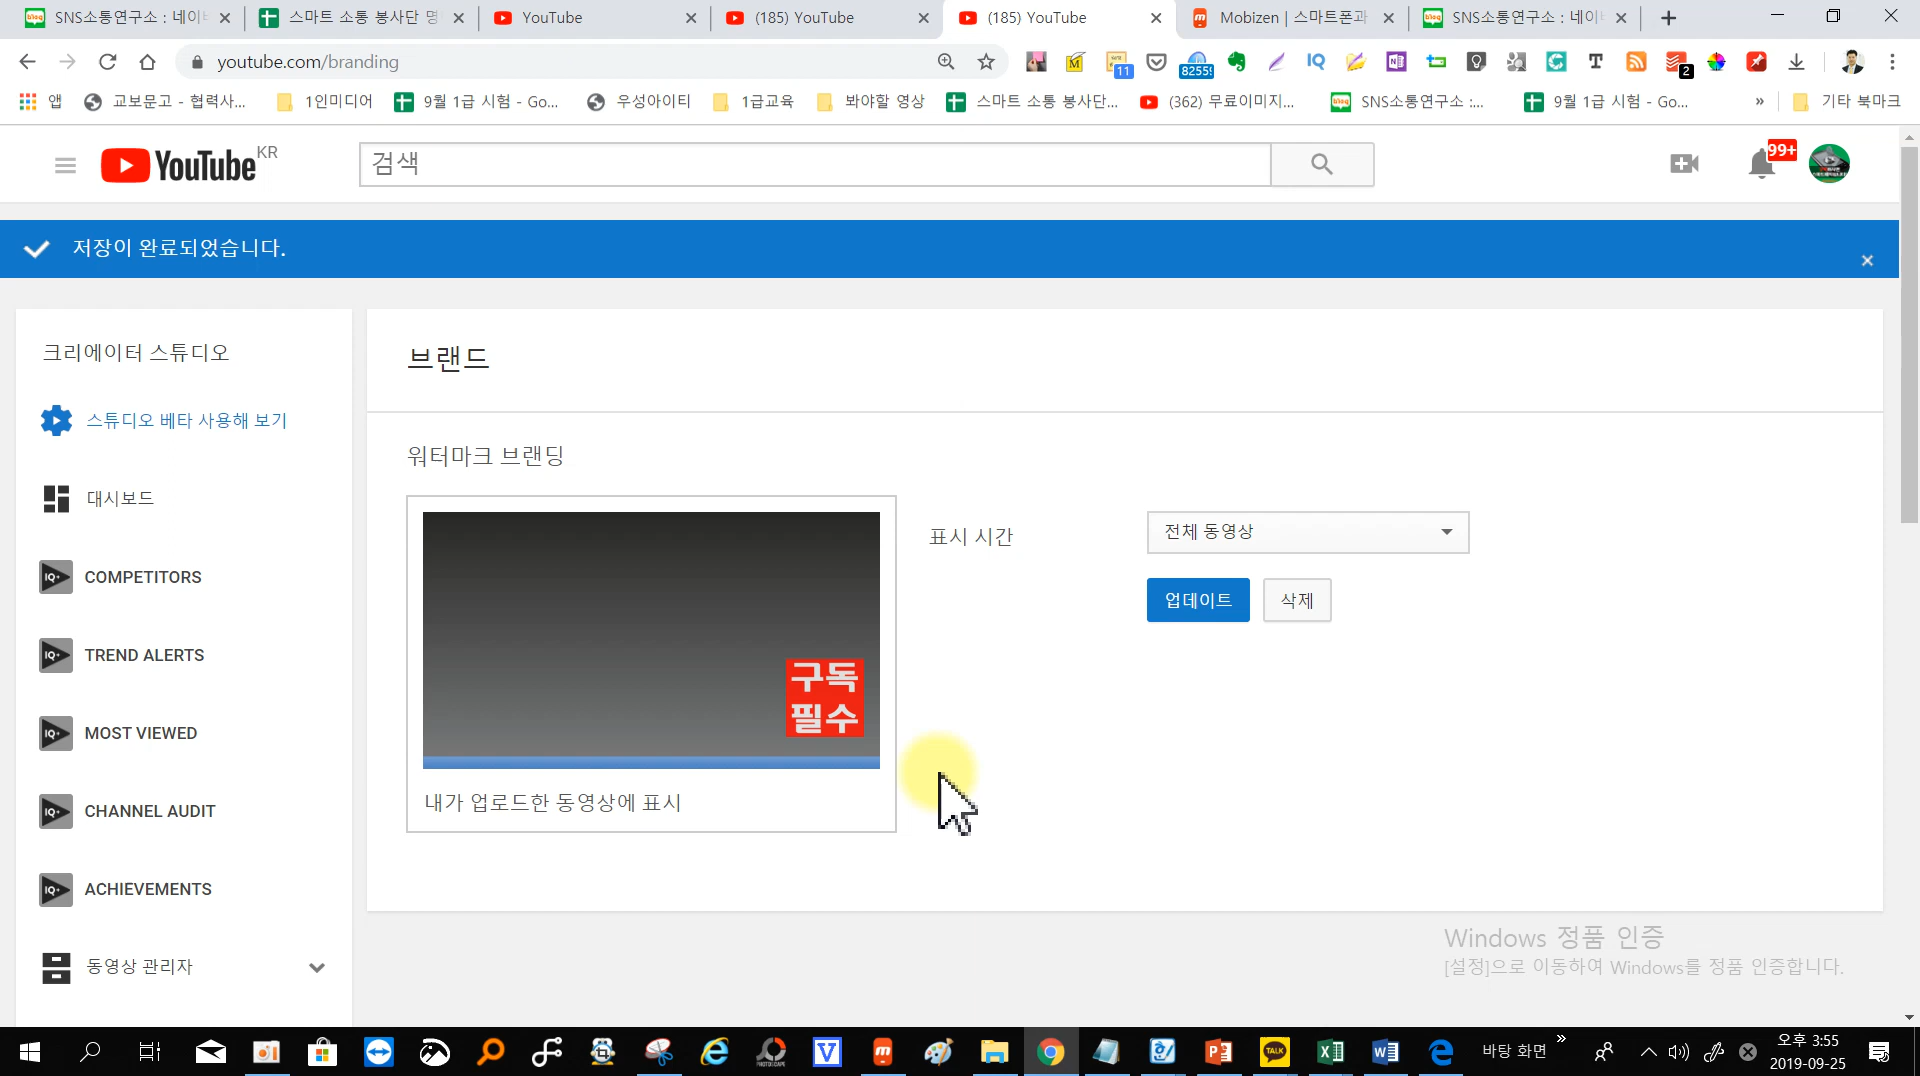 SNS소통연구소 : 네이
스마트 소통 봉사단 명
YouTube
(185) YouTube
(185) YouTube
Mobizen | 스마트폰과
SNS소통연구소 : 네이
youtube.com/branding
11
82559
2
앱
교보문고 - 협력사...
1인미디어
9월 1급 시험 - Go...
우성아이티
1급교육
봐야할 영상
스마트 소통 봉사단...
(362) 무료이미지...
SNS소통연구소 :...
9월 1급 시험 - Go...
»
기타 북마크
YouTube KR
검색
99+
저장이 완료되었습니다.
크리에이터 스튜디오
스튜디오 베타 사용해 보기
대시보드
COMPETITORS
TREND ALERTS
MOST VIEWED
CHANNEL AUDIT
ACHIEVEMENTS
동영상 관리자
브랜드
워터마크 브랜딩
구독
필수
내가 업로드한 동영상에 표시
표시 시간
전체 동영상
업데이트
삭제
Windows 정품 인증
[설정]으로 이동하여 Windows를 정품 인증합니다.
바탕 화면
오후 3:55
2019-09-25